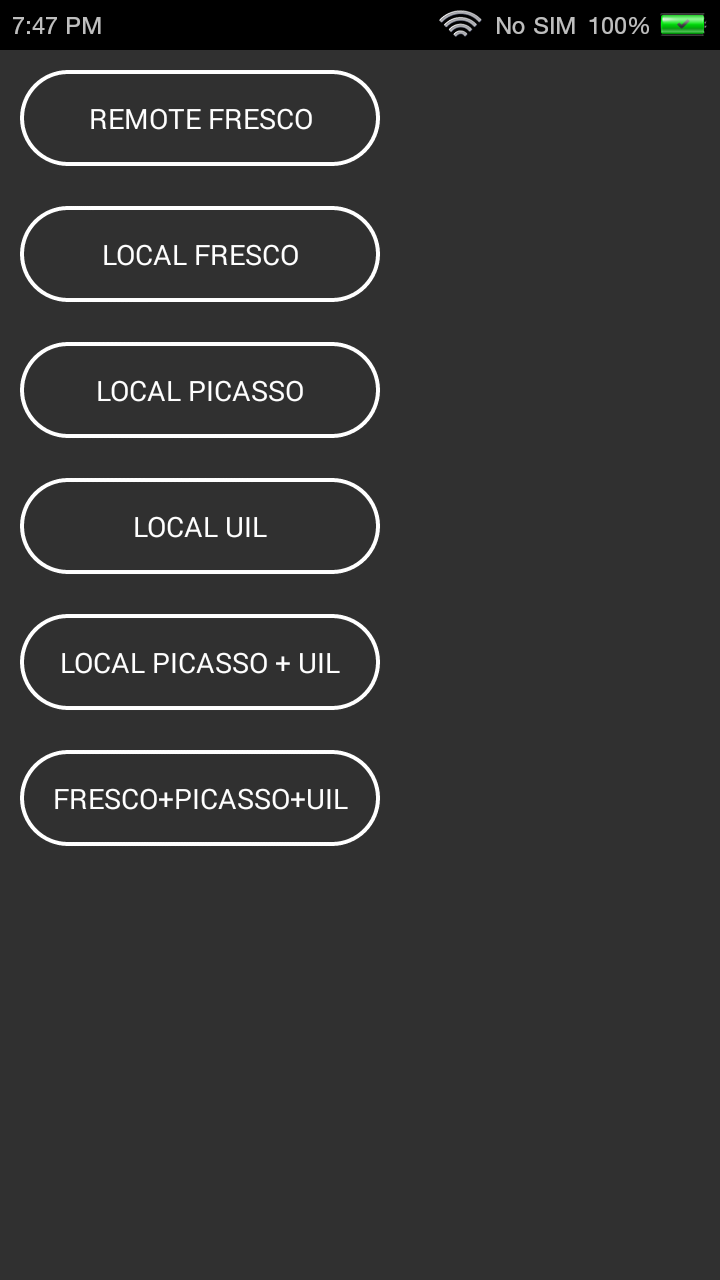 7:47 PM No SIM 100%
REMOTE FRESCO
LOCAL FRESCO
LOCAL PICASSO
LOCAL UIL
LOCAL PICASSO + UIL
FRESCO+PICASSO+UIL